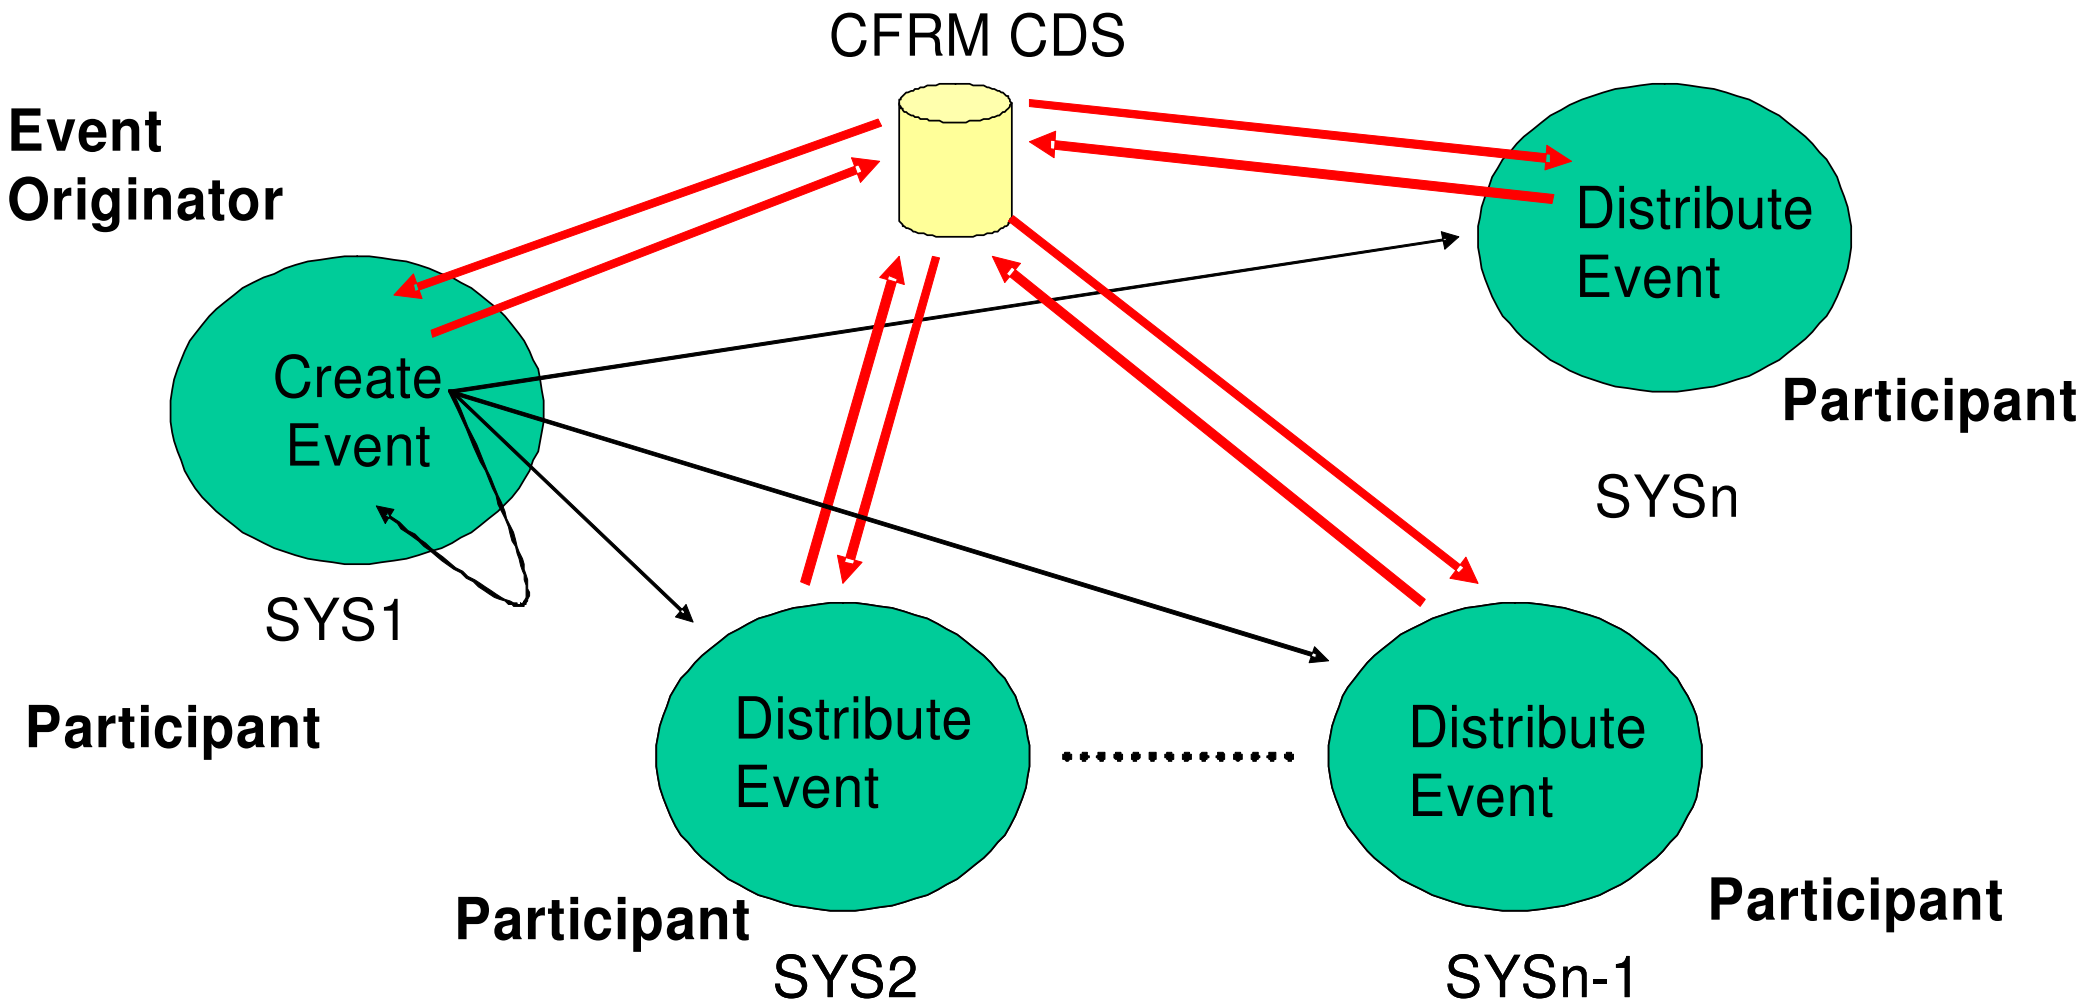 CFRM CDS
Event
Originator
Create
Event
SYS1
Participant
Distribute
Event
Participant
SYSn
Distribute
Event
Participant
SYS2
Distribute
Event
Participant
SYSn-1